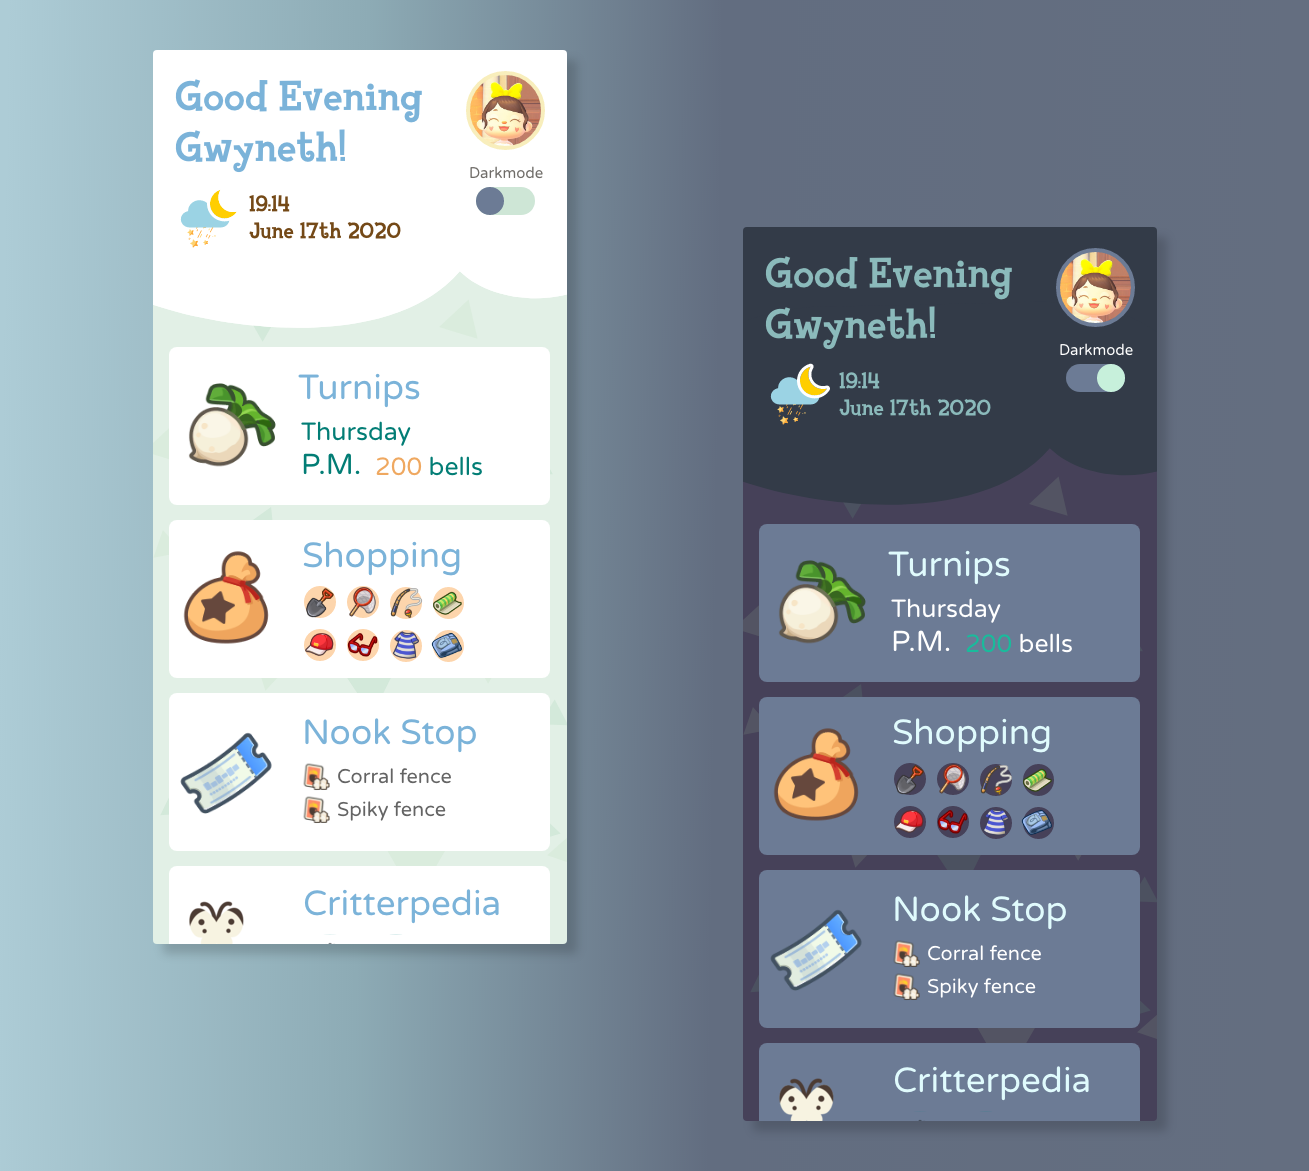 Good Evening
Gwyneth!
Darkmode
19:14
June 17th 2020
Turnips
Thursday
P.M. 200 bells
Shopping
Nook Stop
Corral fence
Spiky fence
Critterpedia
Good Evening
Gwyneth!
Darkmode
19:14
June 17th 2020
Turnips
Thursday
P.M. 200 bells
Shopping
Nook Stop
Corral fence
Spiky fence
Critterpedia